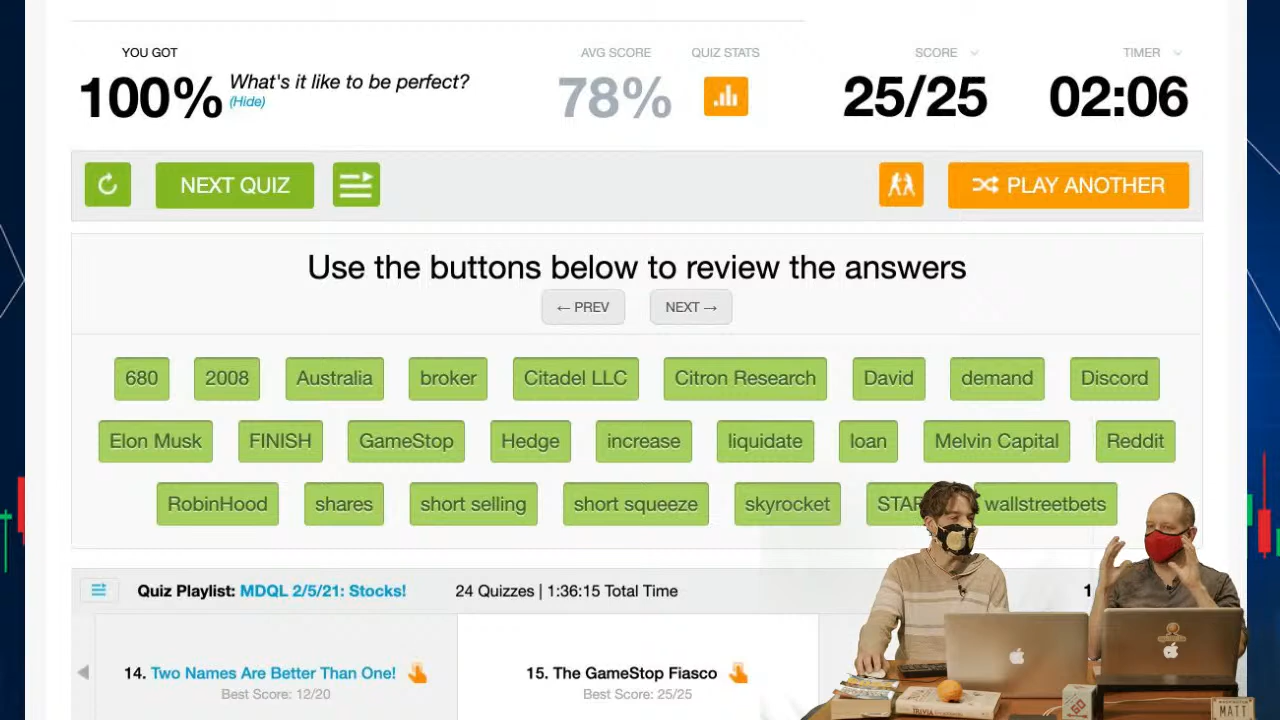 YOU GOT
AVG SCORE
QUIZ STATS
SCORE
TIMER
100%
What's it like to be perfect?
(Hide)
78%
25/25
02:06
NEXT QUIZ
PLAY ANOTHER
Use the buttons below to review the answers
← PREV
NEXT →
680 2008 Australia broker Citadel LLC Citron Research David demand Discord
Elon Musk FINISH GameStop Hedge increase liquidate loan Melvin Capital Reddit
RobinHood shares short selling short squeeze skyrocket STAR wallstreetbets
Quiz Playlist: MDQL 2/5/21: Stocks!
24 Quizzes | 1:36:15 Total Time
1
14. Two Names Are Better Than One!
Best Score: 12/20
15. The GameStop Fiasco
Best Score: 25/25
TRIVIA
GO
MATT